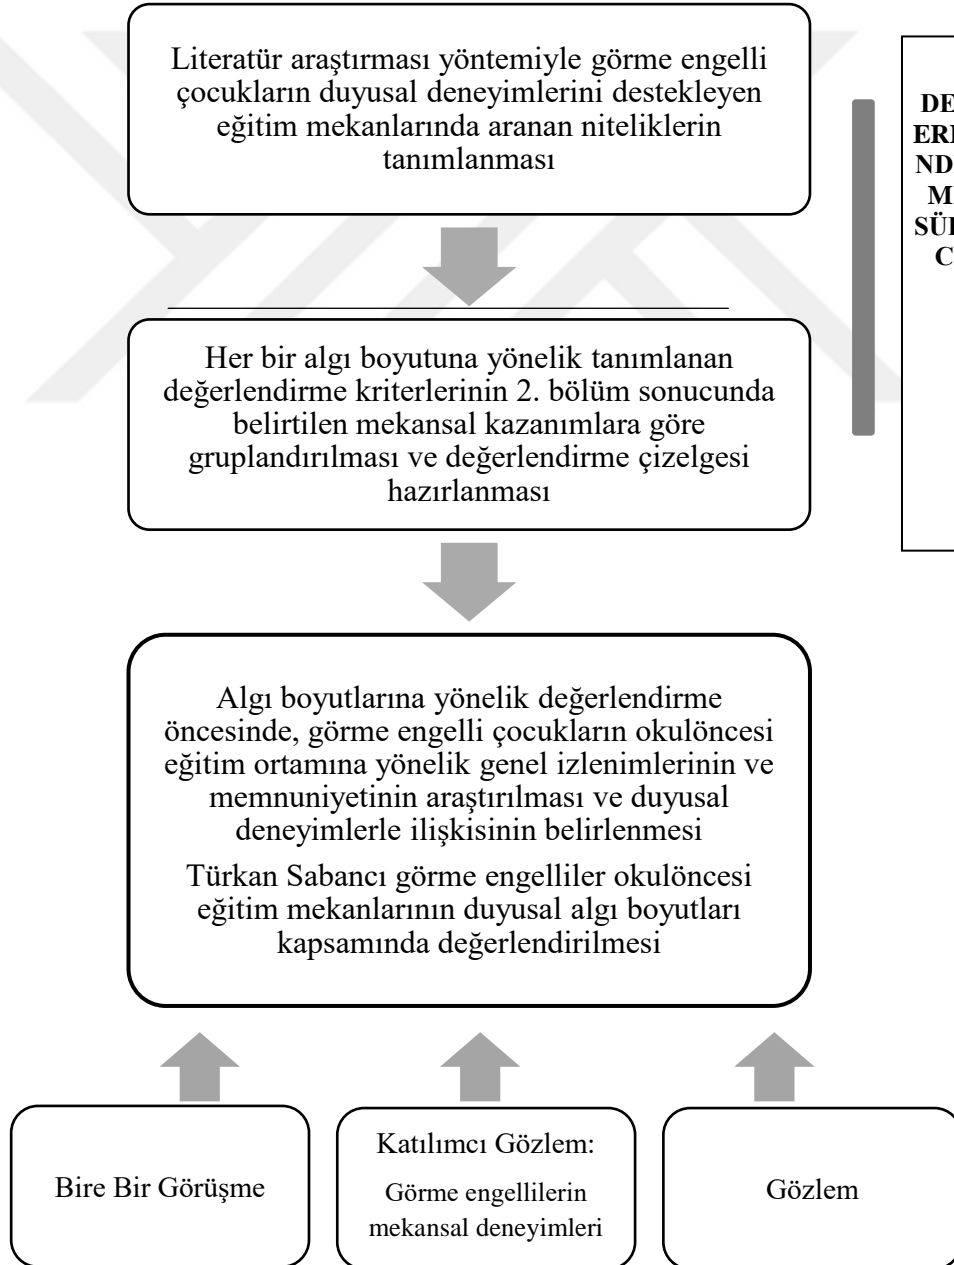 Literatür araştırması yöntemiyle görme engelli
çocukların duyusal deneyimlerini destekleyen
eğitim mekanlarında aranan niteliklerin
tanımlanması
Her bir algı boyutuna yönelik tanımlanan
değerlendirme kriterlerinin 2. bölüm sonucunda
belirtilen mekansal kazanımlara göre
gruplandırılması ve değerlendirme çizelgesi
hazırlanması
Algı boyutlarına yönelik değerlendirme
öncesinde, görme engelli çocukların okulöncesi
eğitim ortamına yönelik genel izlenimlerinin ve
memnuniyetinin araştırılması ve duyusal
deneyimlerle ilişkisinin belirlenmesi
Türkan Sabancı görme engelliler okulöncesi
eğitim mekanlarının duyusal algı boyutları
kapsamında değerlendirilmesi
Bire Bir Görüşme
Katılımcı Gözlem:
Görme engellilerin
mekansal deneyimleri
Gözlem